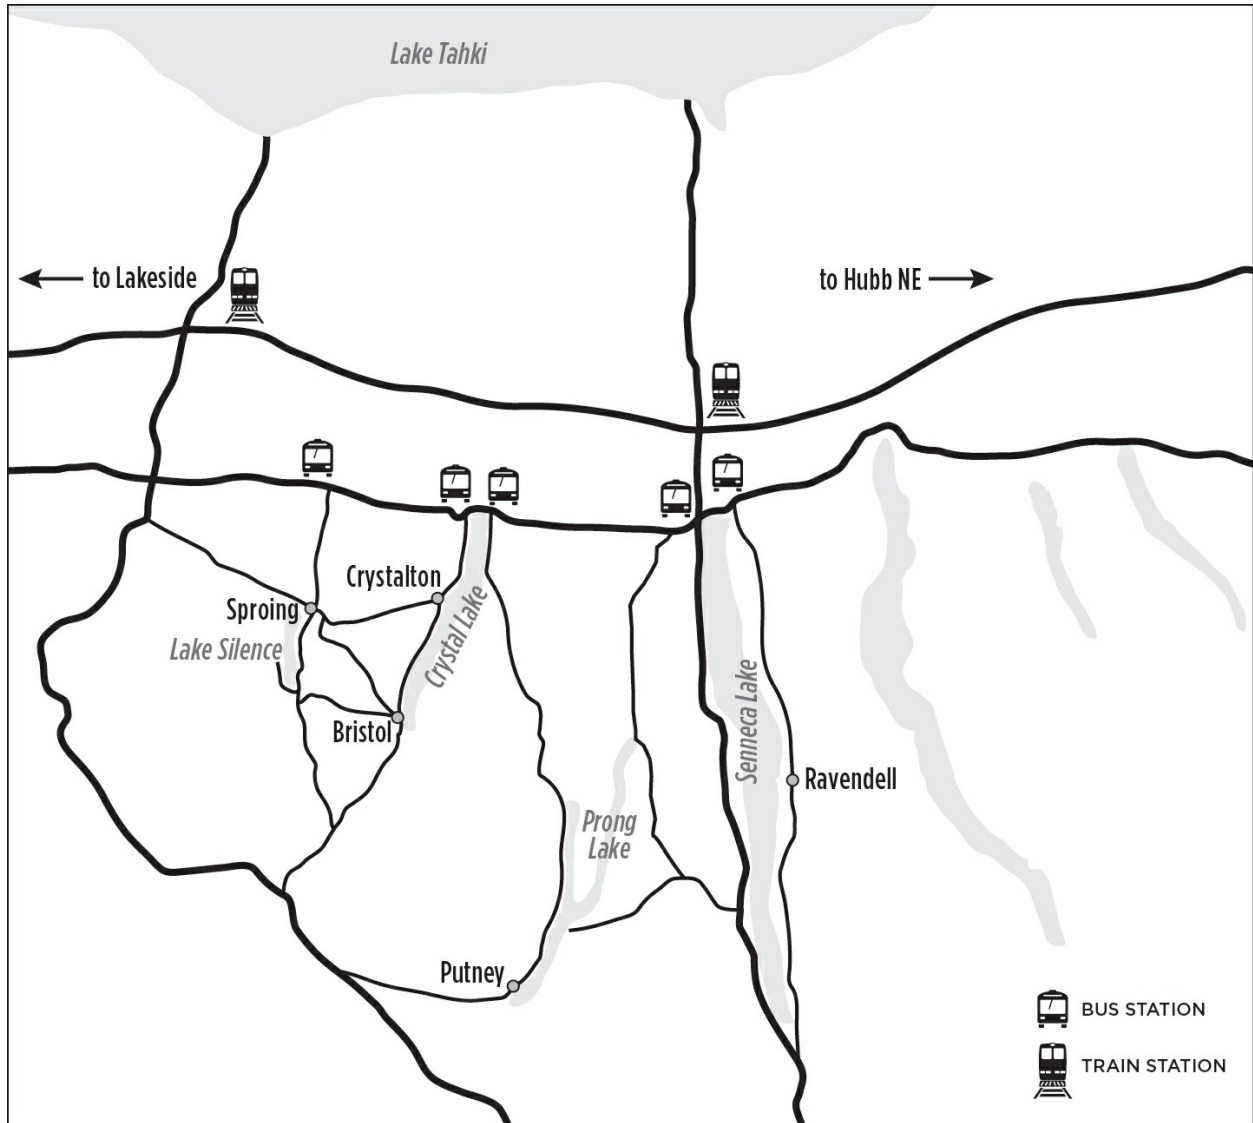 Lake Tahki
to Lakeside
to Hubb NE
Crystalton
Sproing
Lake Silence
Crystal Lake
Bristol
Senneca Lake
Ravendell
Prong
Lake
Putney
BUS STATION
TRAIN STATION